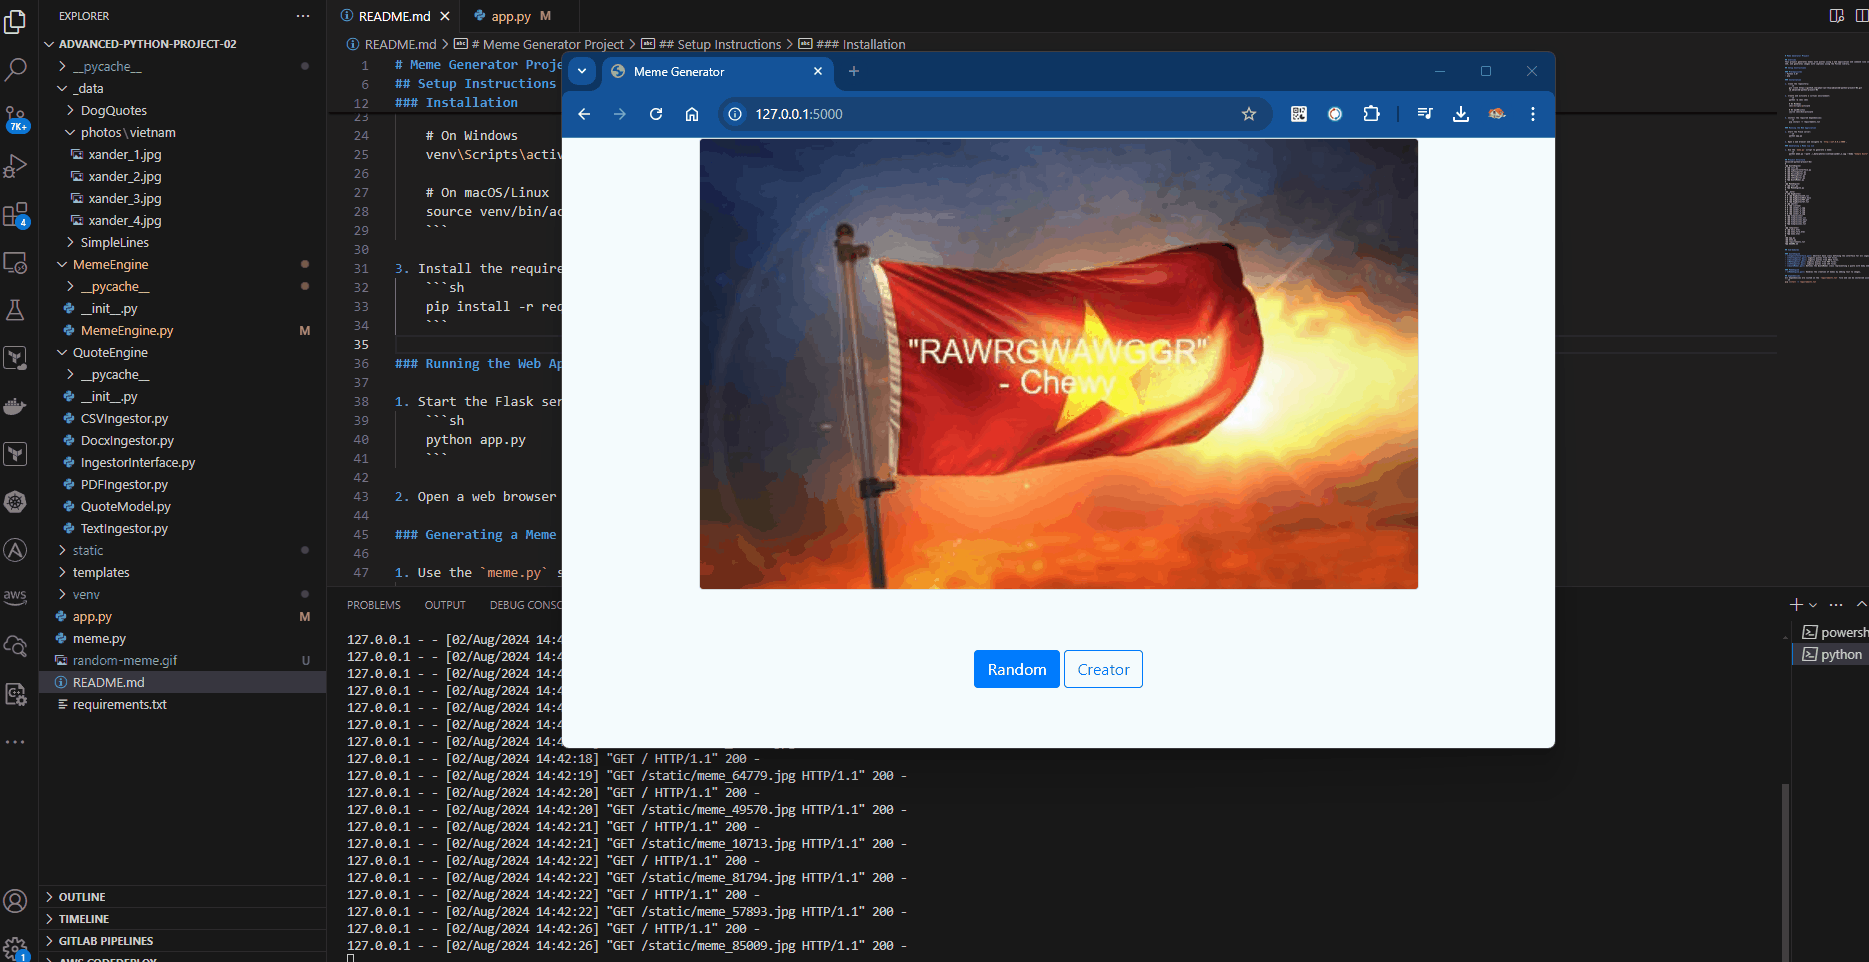 EXPLORER
ADVANCED-PYTHON-PROJECT-02
__pycache__
_data
DogQuotes
photos\vietnam
xander_1.jpg
xander_2.jpg
xander_3.jpg
xander_4.jpg
SimpleLines
MemeEngine
__pycache__
__init__.py
MemeEngine.py M
QuoteEngine
__pycache__
__init__.py
CSVIngestor.py
DocxIngestor.py
IngestorInterface.py
PDFIngestor.py
QuoteModel.py
TextIngestor.py
static
templates
venv
app.py M
meme.py
random-meme.gif U
README.md
requirements.txt
OUTLINE
TIMELINE
GITLAB PIPELINES
AWS CODEDEPLOY
7K+
4
aws
1
README.md
app.py M
README.md > # Meme Generator Project > ## Setup Instructions > ### Installation
1 # Meme Generator Proje
6 ## Setup Instructions
12 ### Installation
23
24 # On Windows
25 venv\Scripts\activ
26
27 # On macOS/Linux
28 source venv/bin/ac
29 ```
30
31 3. Install the require
32 ```sh
33 pip install -r rec
34 ```
35
36 ### Running the Web Ap
37
38 1. Start the Flask ser
39 ```sh
40 python app.py
41 ```
42
43 2. Open a web browser
44
45 ### Generating a Meme
46
47 1. Use the `meme.py` s
Meme Generator
127.0.0.1:5000
"RAWRGWAWGGR"
- Chewy
Random
Creator
PROBLEMS OUTPUT DEBUG CONSC
127.0.0.1 - - [02/Aug/2024 14:4
127.0.0.1 - - [02/Aug/2024 14:4
127.0.0.1 - - [02/Aug/2024 14:4
127.0.0.1 - - [02/Aug/2024 14:4
127.0.0.1 - - [02/Aug/2024 14:4
127.0.0.1 - - [02/Aug/2024 14:4
127.0.0.1 - - [02/Aug/2024 14:4
127.0.0.1 - - [02/Aug/2024 14:42:18] "GET / HTTP/1.1" 200 -
127.0.0.1 - - [02/Aug/2024 14:42:19] "GET /static/meme_64779.jpg HTTP/1.1" 200 -
127.0.0.1 - - [02/Aug/2024 14:42:20] "GET / HTTP/1.1" 200 -
127.0.0.1 - - [02/Aug/2024 14:42:20] "GET /static/meme_49570.jpg HTTP/1.1" 200 -
127.0.0.1 - - [02/Aug/2024 14:42:21] "GET / HTTP/1.1" 200 -
127.0.0.1 - - [02/Aug/2024 14:42:21] "GET /static/meme_10713.jpg HTTP/1.1" 200 -
127.0.0.1 - - [02/Aug/2024 14:42:22] "GET / HTTP/1.1" 200 -
127.0.0.1 - - [02/Aug/2024 14:42:22] "GET /static/meme_81794.jpg HTTP/1.1" 200 -
127.0.0.1 - - [02/Aug/2024 14:42:22] "GET / HTTP/1.1" 200 -
127.0.0.1 - - [02/Aug/2024 14:42:22] "GET /static/meme_57893.jpg HTTP/1.1" 200 -
127.0.0.1 - - [02/Aug/2024 14:42:26] "GET / HTTP/1.1" 200 -
127.0.0.1 - - [02/Aug/2024 14:42:26] "GET /static/meme_85009.jpg HTTP/1.1" 200 -
powersh
python